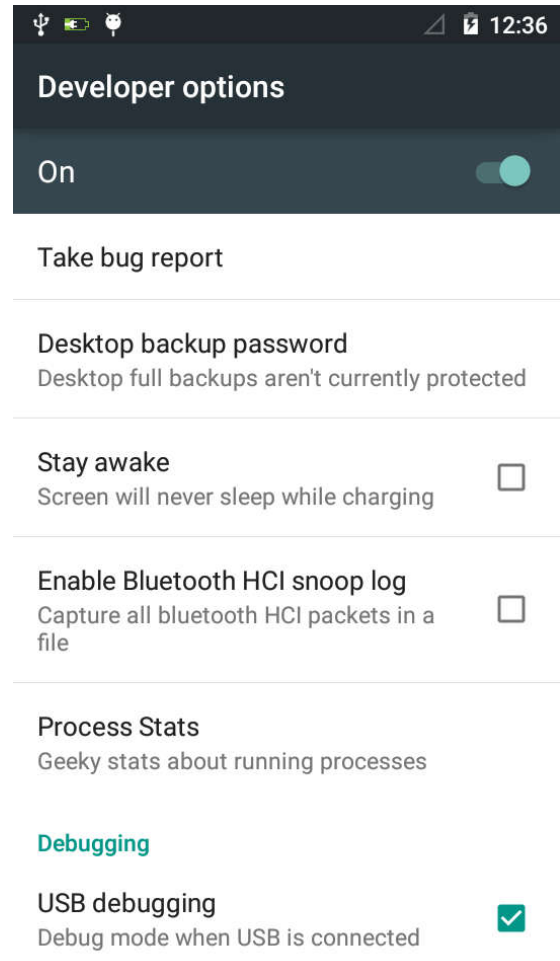 12:36
Developer options
On
Take bug report
Desktop backup password
Desktop full backups aren't currently protected
Stay awake
Screen will never sleep while charging
Enable Bluetooth HCI snoop log
Capture all bluetooth HCI packets in a
file
Process Stats
Geeky stats about running processes
Debugging
USB debugging
Debug mode when USB is connected